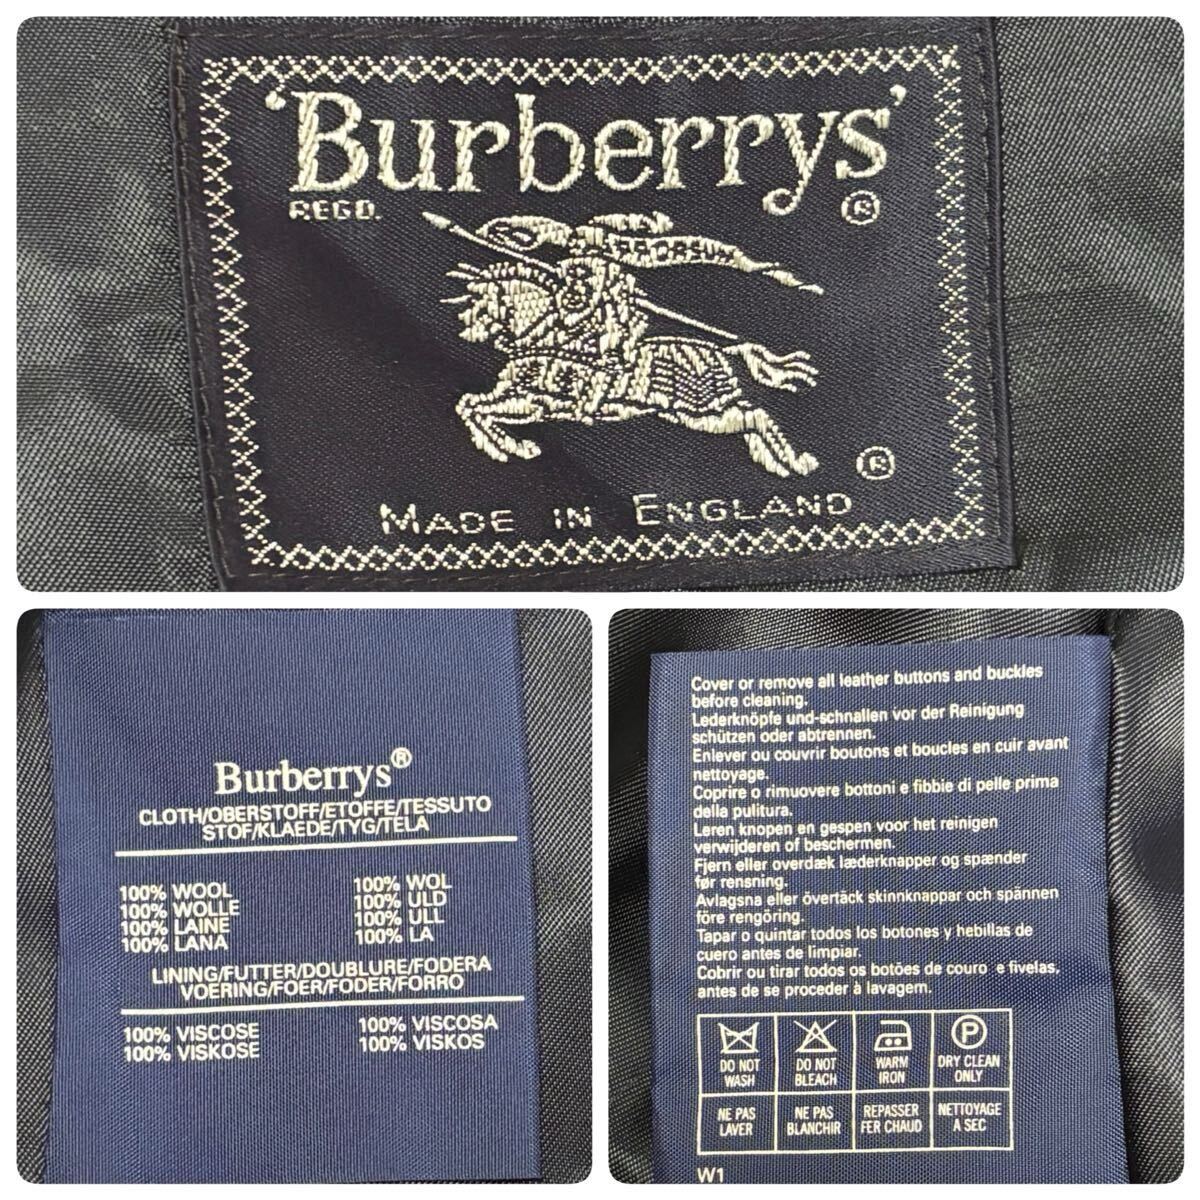 'Burberrys'
REGD. ®
PRORSUM
®
MADE IN ENGLAND
Burberrys®
CLOTH/OBERSTOFF/ETOFFE/TESSUTO
STOF/KLAEDE/TYG/TELA
100% WOOL 100% WOL
100% WOLLE 100% ULD
100% LAINE 100% ULL
100% LANA 100% LA
LINING/FUTTER/DOUBLURE/FODERA
VOERING/FOER/FODER/FORRO
100% VISCOSE 100% VISCOSA
100% VISKOSE 100% VISKOS
Cover or remove all leather buttons and buckles
before cleaning.
Lederknöpfe und-schnallen vor der Reinigung
schützen oder abtrennen.
Enlever ou couvrir boutons et boucles en cuir avant
nettoyage.
Coprire o rimuovere bottoni e fibbie di pelle prima
della pulitura.
Leren knopen en gespen voor het reinigen
verwijderen of beschermen.
Fjern eller overdæk læderknapper og spænder
før rensning.
Avlagsna eller övertäck skinnknappar och spännen
före rengöring.
Tapar o quintar todos los botones y hebillas de
cuero antes de limpiar.
Cobrir ou tirar todos os botões de couro e fivelas,
antes de se proceder à lavagem.
P
DO NOT WASH
DO NOT BLEACH
WARM IRON
DRY CLEAN ONLY
NE PAS LAVER
NE PAS BLANCHIR
REPASSER FER CHAUD
NETTOYAGE A SEC
W1